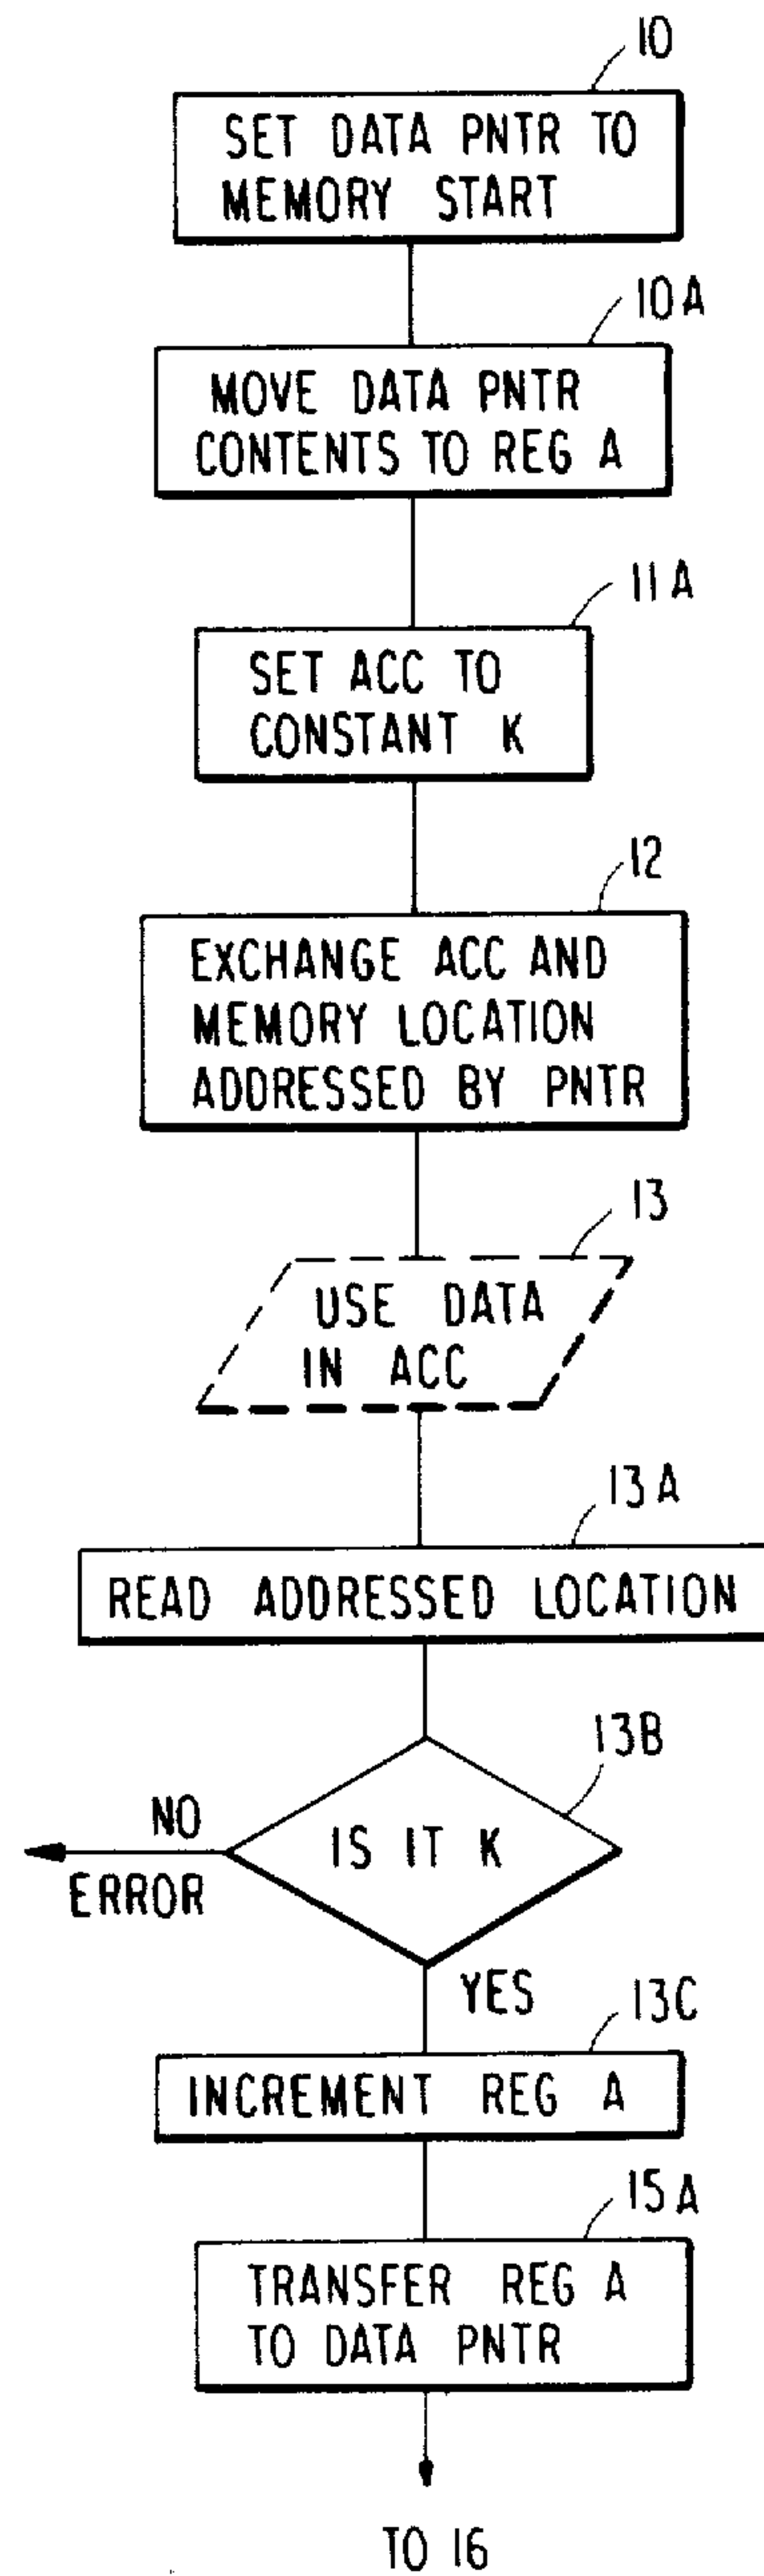 10
SET DATA PNTR TO
MEMORY START
10A
MOVE DATA PNTR
CONTENTS TO REG A
11A
SET ACC TO
CONSTANT K
12
EXCHANGE ACC AND
MEMORY LOCATION
ADDRESSED BY PNTR
13
USE DATA
IN ACC
13A
READ ADDRESSED LOCATION
13B
NO
IS IT K
ERROR
YES
13C
INCREMENT REG A
15A
TRANSFER REG A
TO DATA PNTR
TO 16